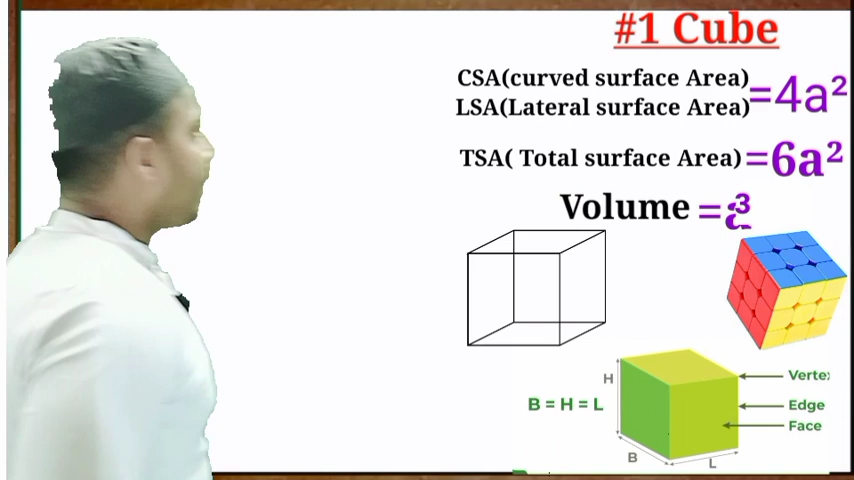 #1 Cube
CSA(curved surface Area)
LSA(Lateral surface Area)
=4a²
TSA( Total surface Area) =6a²
Volume = 3
H
B = H = L
Edge
Face
B
L